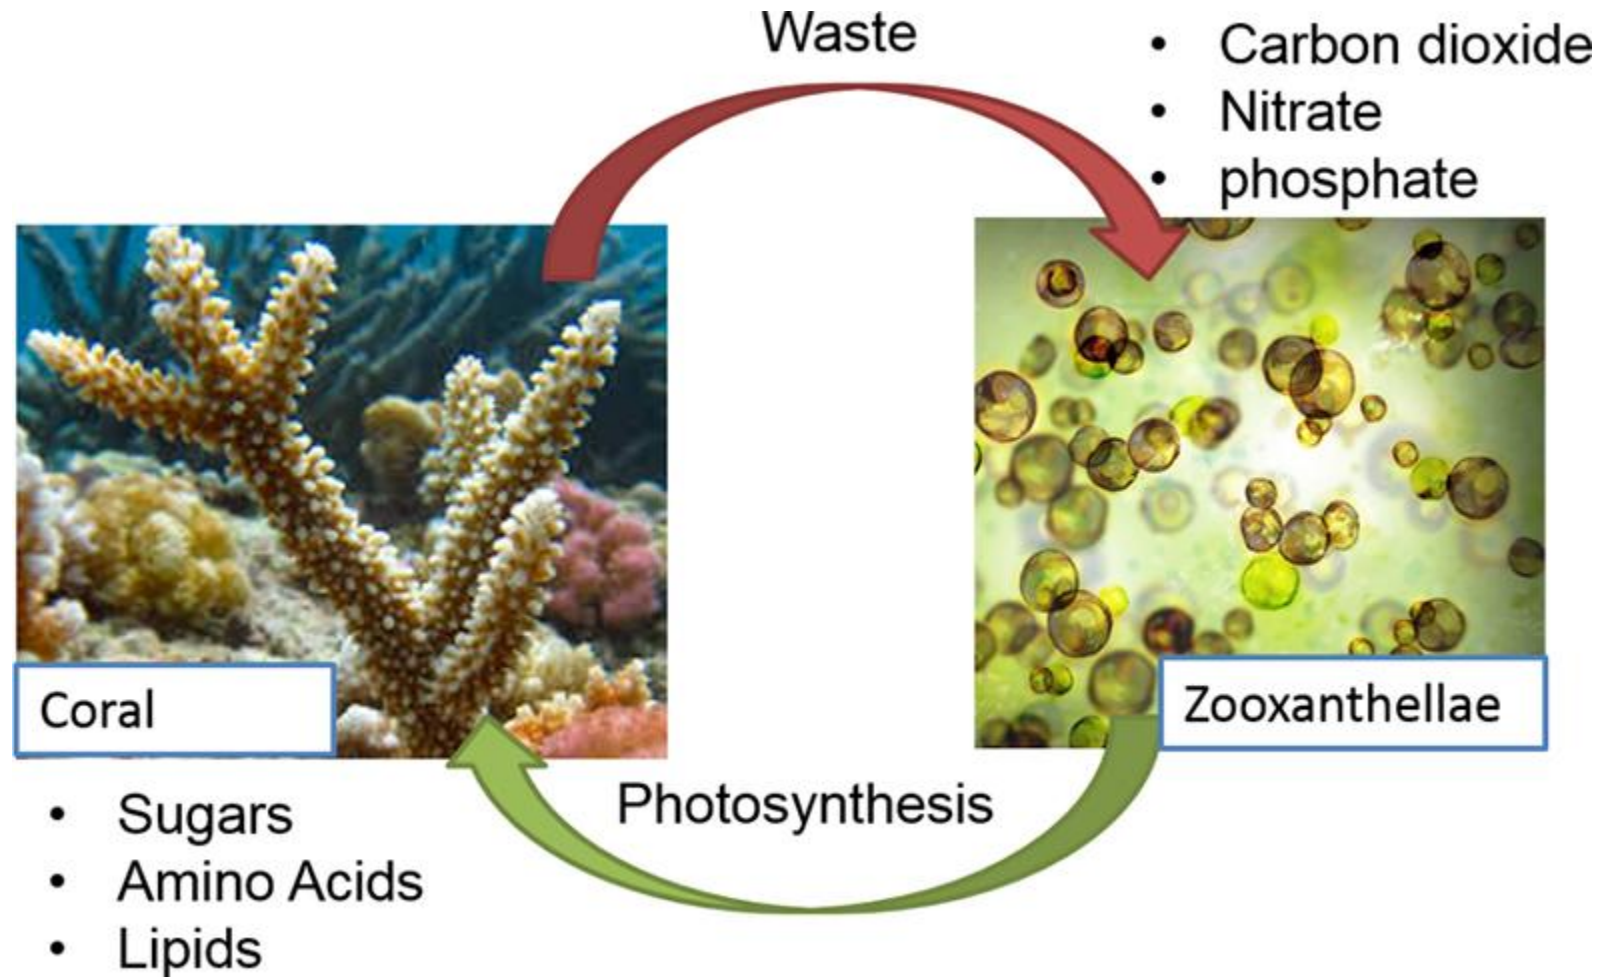 Waste
• Carbon dioxide
• Nitrate
• phosphate
Coral
Zooxanthellae
Photosynthesis
• Sugars
• Amino Acids
• Lipids